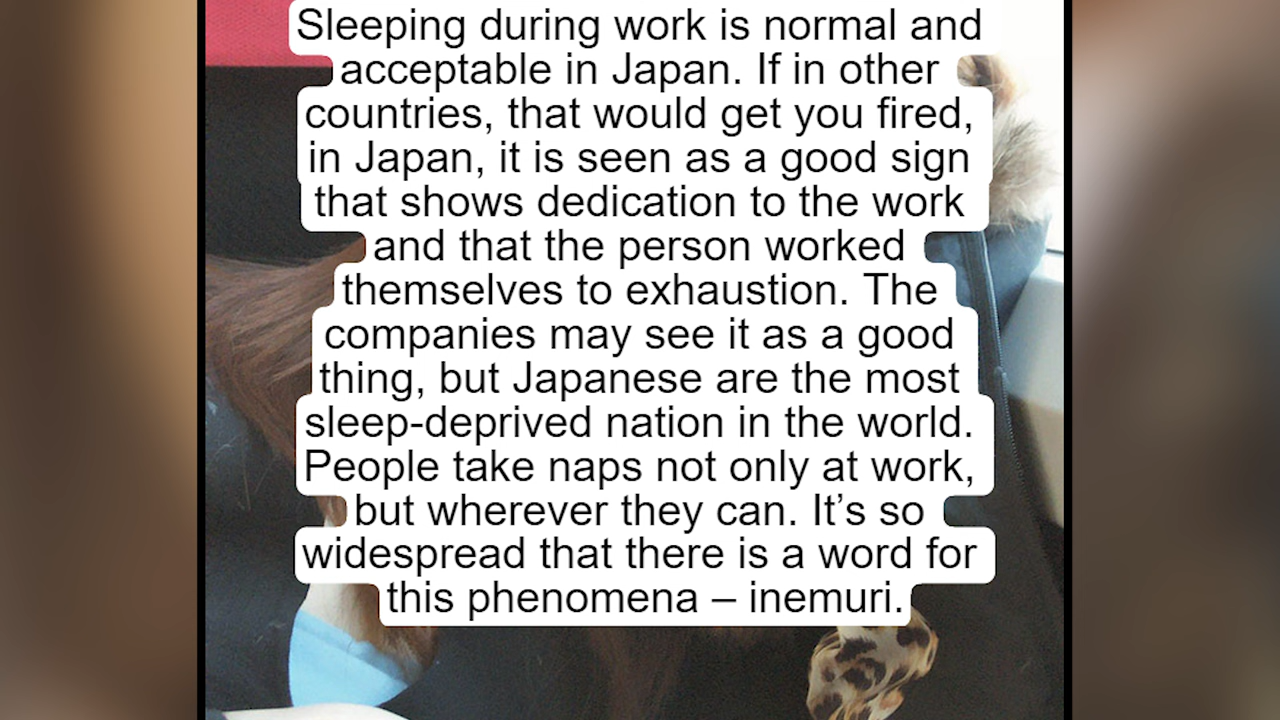 Sleeping during work is normal and
acceptable in Japan. If in other
countries, that would get you fired,
in Japan, it is seen as a good sign
that shows dedication to the work
and that the person worked
themselves to exhaustion. The
companies may see it as a good
thing, but Japanese are the most
sleep-deprived nation in the world.
People take naps not only at work,
but wherever they can. It’s so
widespread that there is a word for
this phenomena – inemuri.